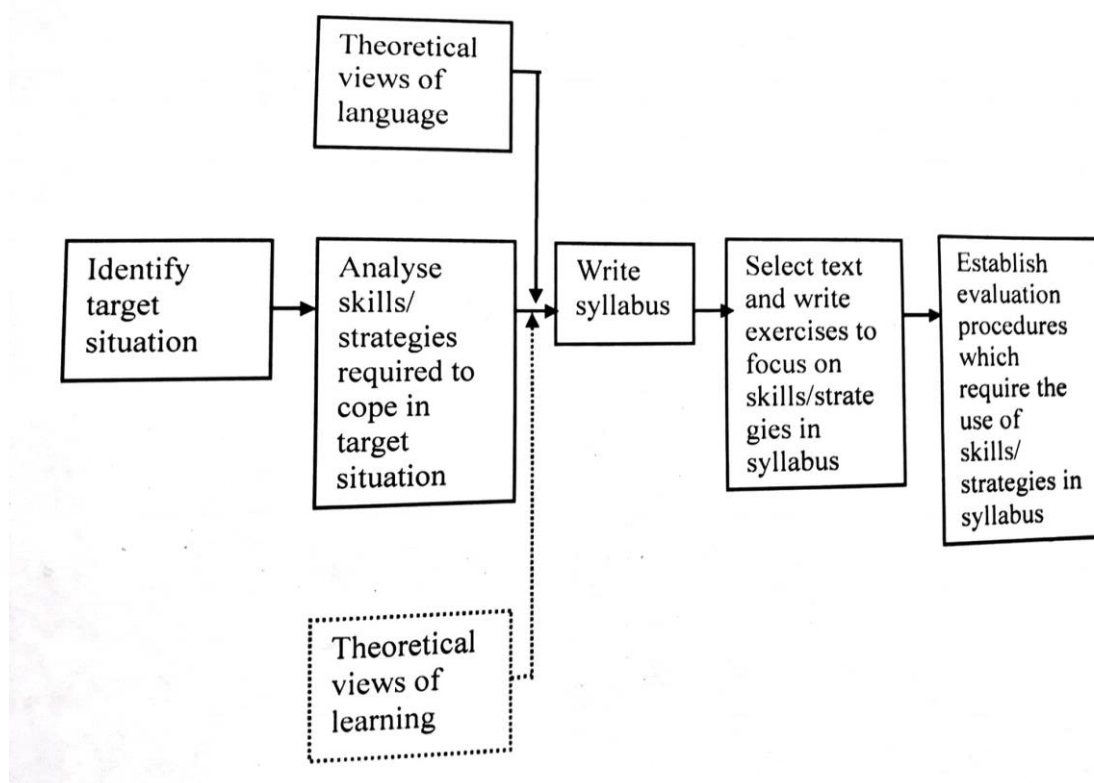 Theoretical
views of
language
Identify
target
situation
Analyse
skills/
strategies
required to
cope in
target
situation
Write
syllabus
Select text
and write
exercises to
focus on
skills/strate
gies in
syllabus
Establish
evaluation
procedures
which
require the
use of
skills/
strategies in
syllabus
Theoretical
views of
learning